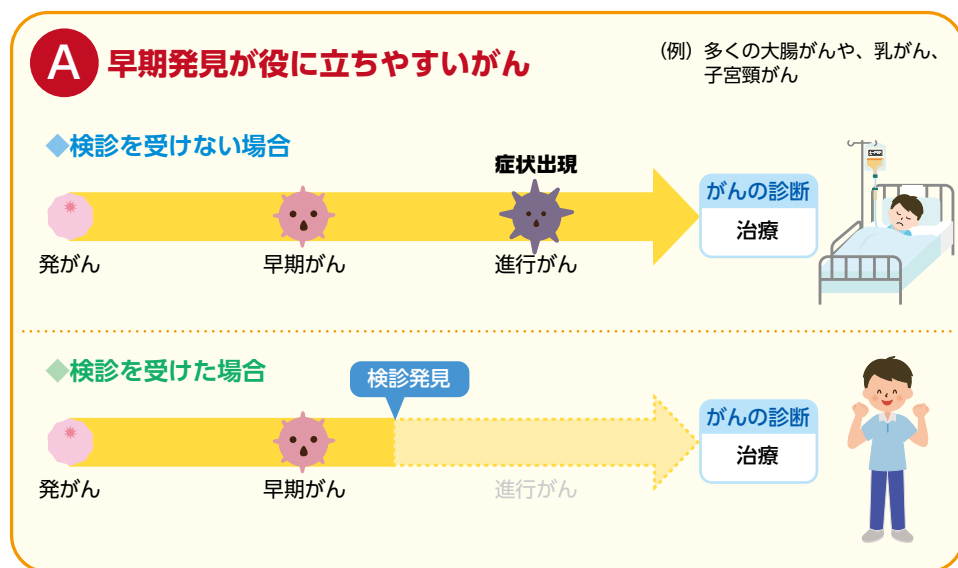 A 早期発見が役に立ちやすいがん
(例) 多くの大腸がんや、乳がん、
子宮頸がん
◆検診を受けない場合
症状出現
発がん
早期がん
進行がん
がんの診断
治療
◆検診を受けた場合
検診発見
発がん
早期がん
進行がん
がんの診断
治療